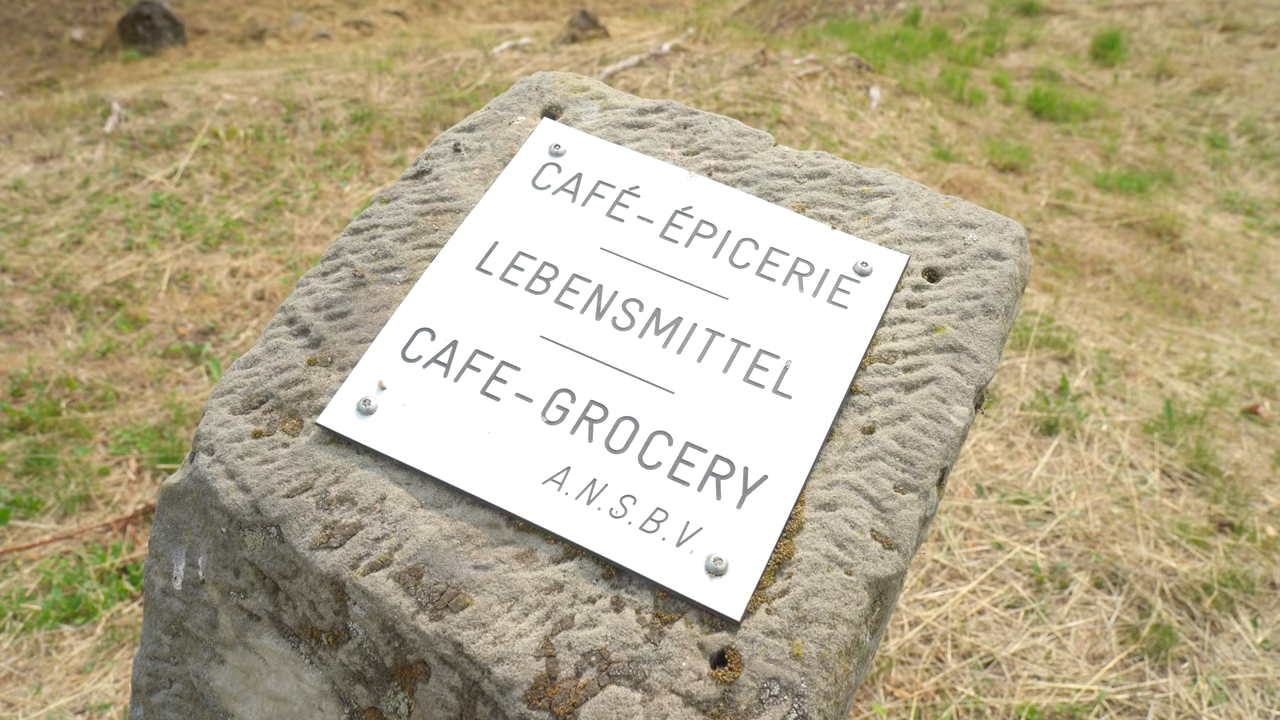 CAFÉ-ÉPICERIE
LEBENSMITTEL
CAFE-GROCERY
A.N.S.B.V.